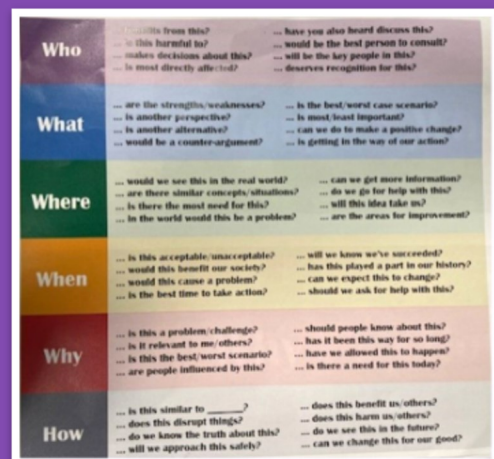 Who
... from this?
... is this harmful to?
... makes decisions about this?
... is most directly affected?
... have you also heard discuss this?
... would be the best person to consult?
... will be the key people in this?
... deserves recognition for this?
What
... are the strengths/weaknesses?
... is another perspective?
... is another alternative?
... would be a counter-argument?
... is the best/worst case scenario?
... is most/least important?
... can we do to make a positive change?
... is getting in the way of our action?
Where
... would we see this in the real world?
... are there similar concepts/situations?
... is there the most need for this?
... in the world would this be a problem?
... can we get more information?
... do we go for help with this?
... will this idea take us?
... are the areas for improvement?
When
... is this acceptable/unacceptable?
... would this benefit our society?
... would this cause a problem?
... is the best time to take action?
... will we know we've succeeded?
... has this played a part in our history?
... can we expect this to change?
... should we ask for help with this?
Why
... is this a problem/challenge?
... is it relevant to me/others?
... is this the best/worst scenario?
... are people influenced by this?
... should people know about this?
... has it been this way for so long?
... have we allowed this to happen?
... is there a need for this today?
How
... is this similar to ______?
... does this disrupt things?
... do we know the truth about this?
... will we approach this safely?
... does this benefit us/others?
... does this harm us/others?
... do we see this in the future?
... can we change this for our good?